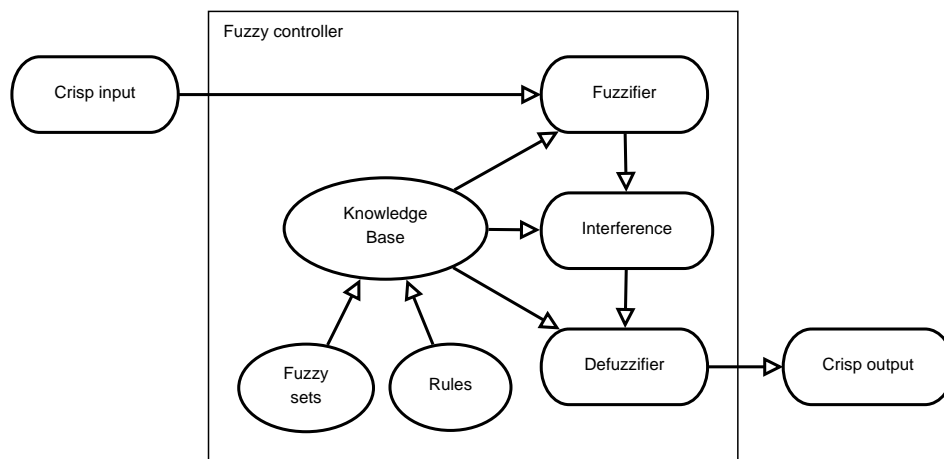 Fuzzy controller
Crisp input
Fuzzifier
Knowledge
Base
Interference
Fuzzy
sets
Rules
Defuzzifier
Crisp output